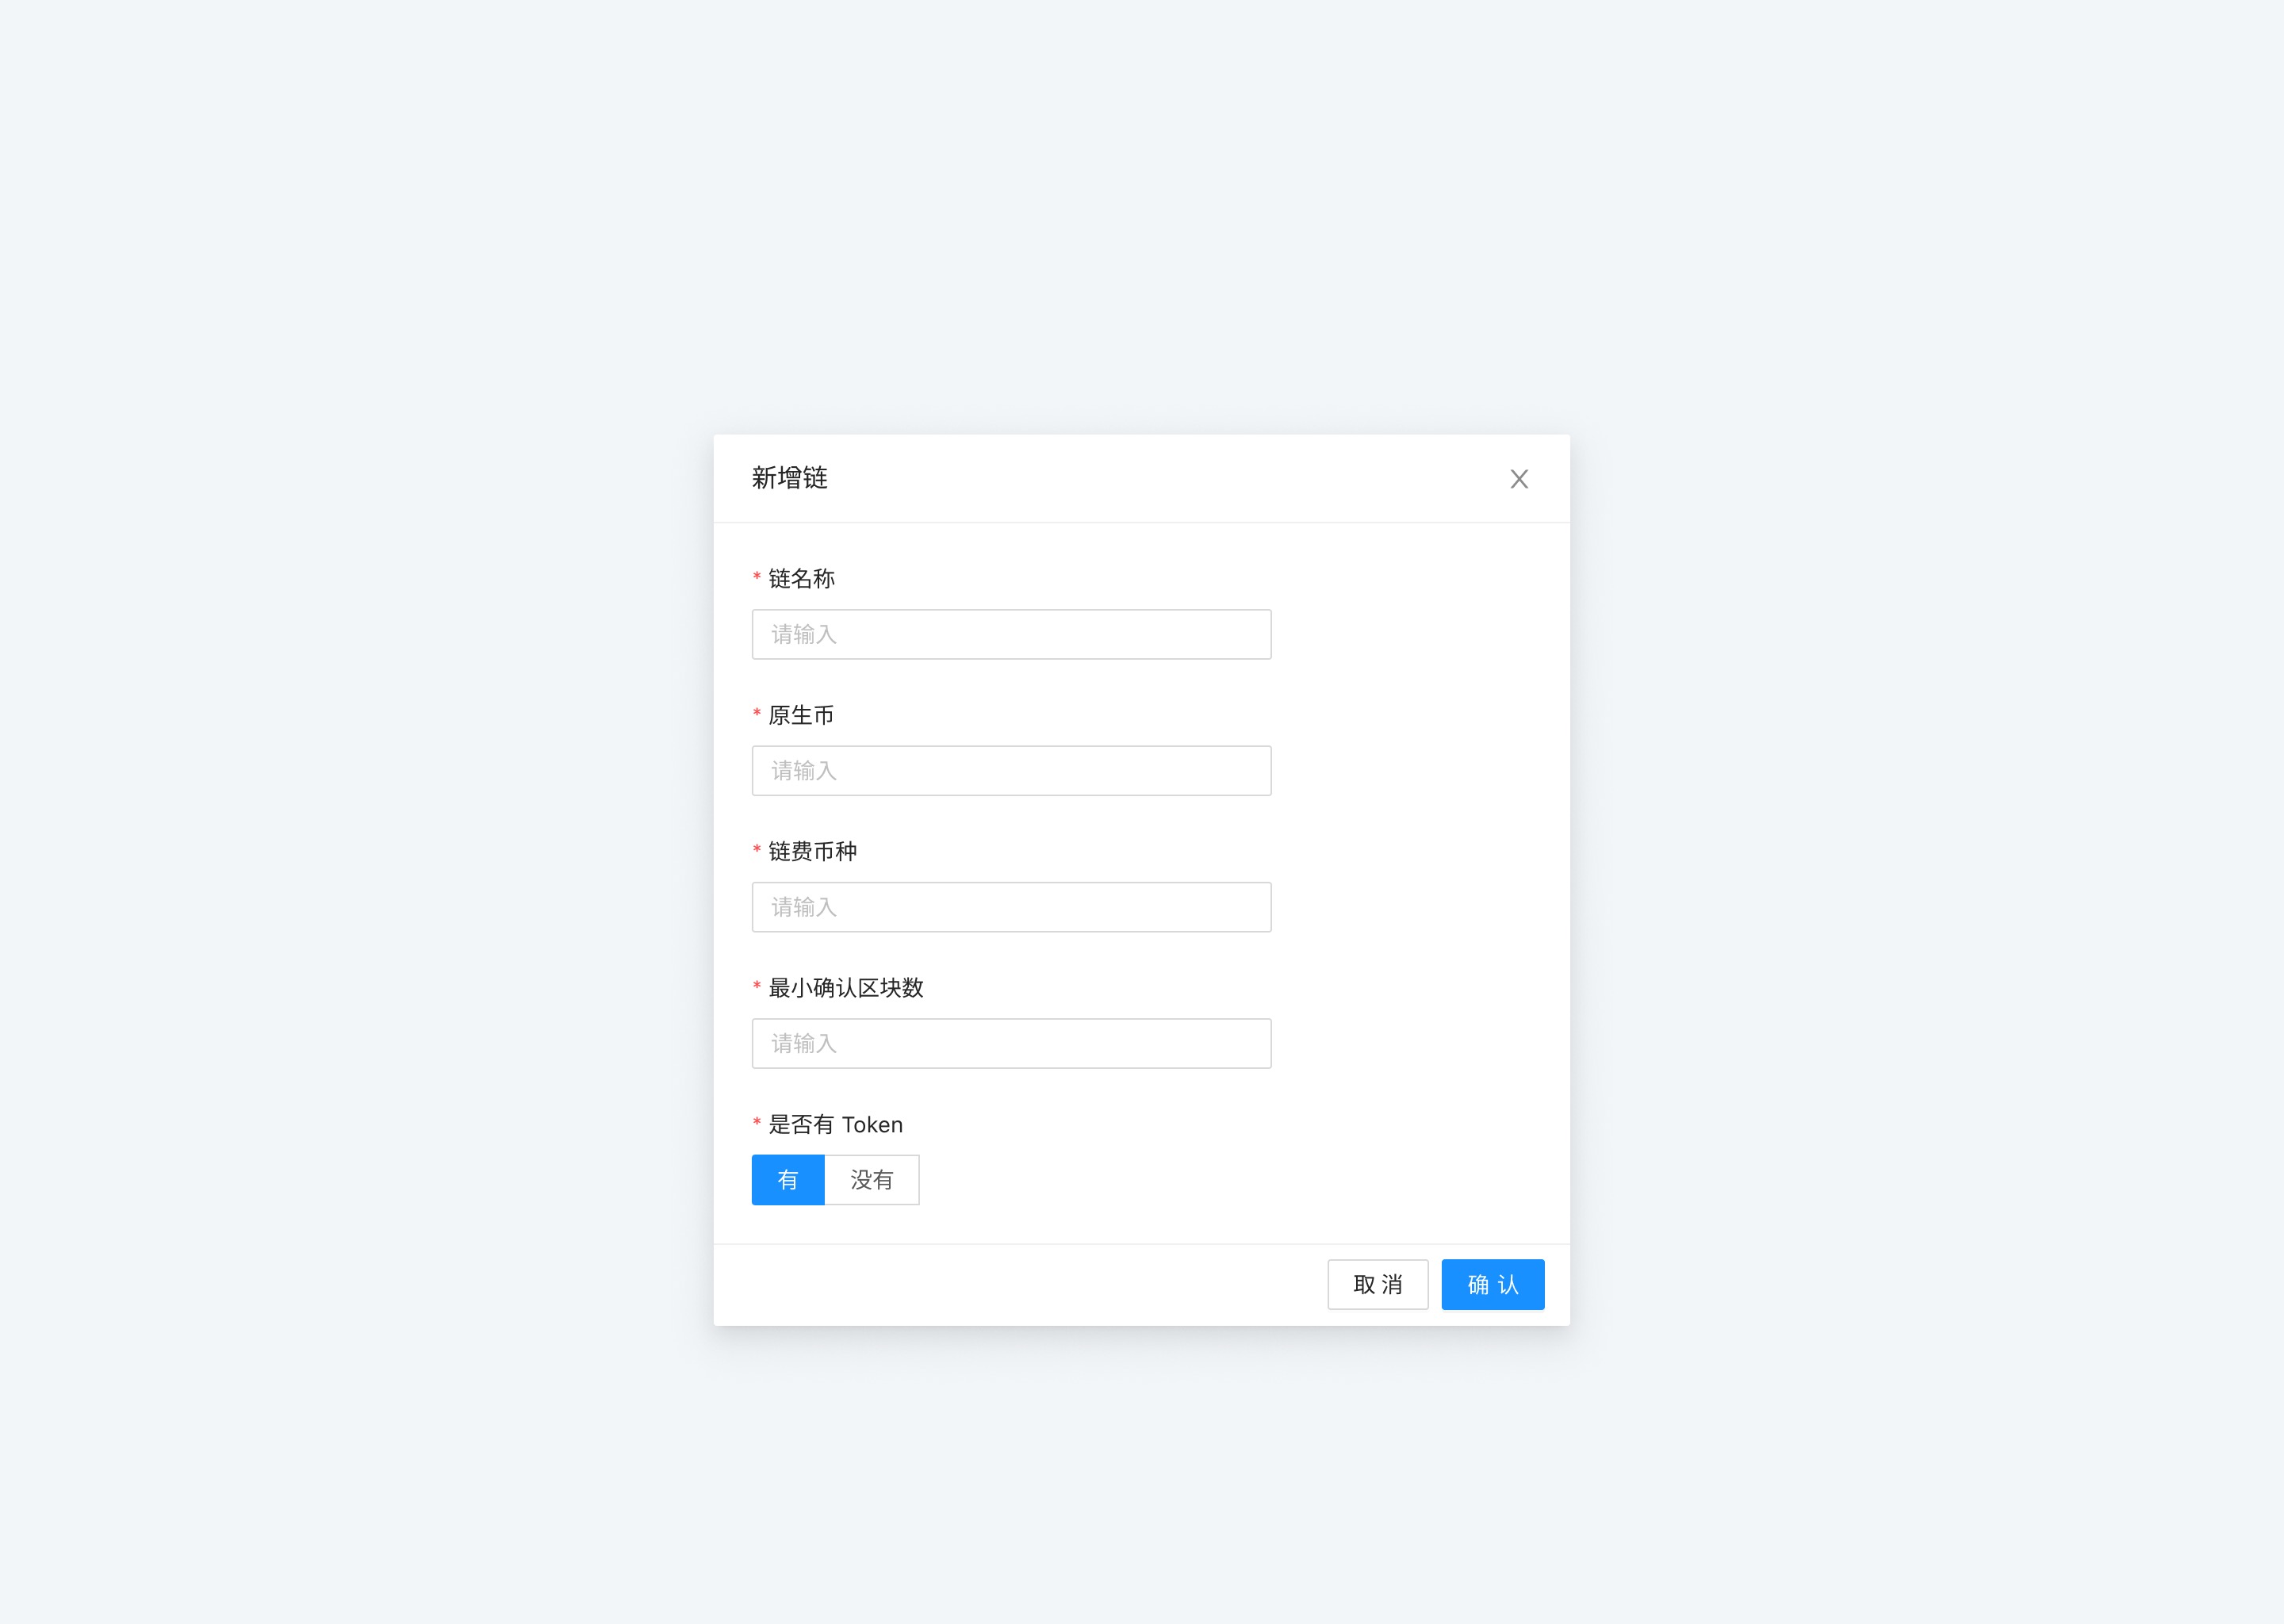 新增链
* 链名称
请输入
* 原生币
请输入
* 链费币种
请输入
* 最小确认区块数
请输入
* 是否有 Token
有 没有
取 消 确 认